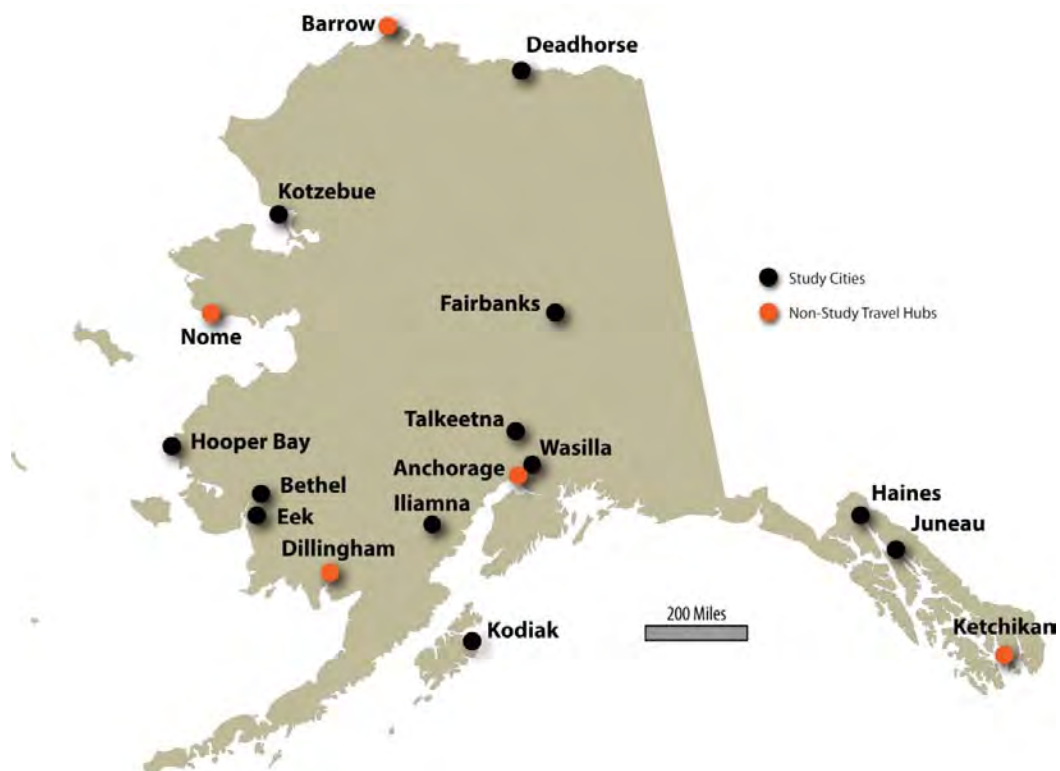 Barrow
Deadhorse
Kotzebue
Study Cities
Fairbanks
Non-Study Travel Hubs
Nome
Talkeetna
Hooper Bay
Wasilla
Anchorage
Bethel
Iliamna
Haines
Eek
Juneau
Dillingham
200 Miles
Kodiak
Ketchikan